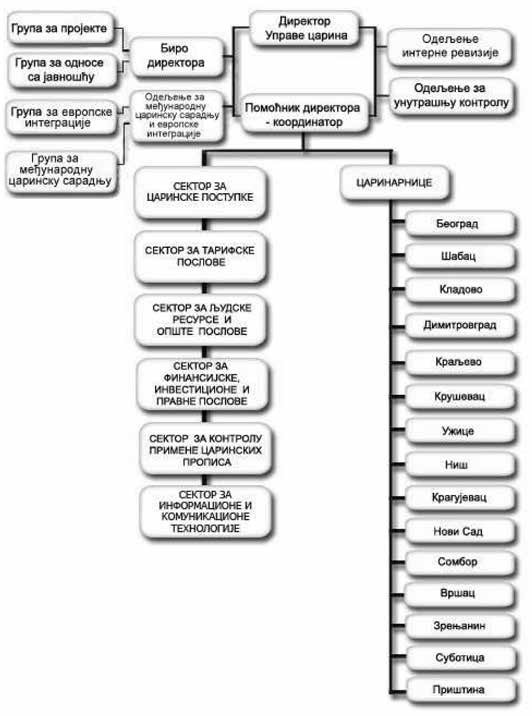 Група за пројекте
Група за односе
са јавношћу
Група за европске
интеграције
Група за
међународну
царинску сарадњу
Биро
директора
Одељење за
међународну
царинску сарадњу
и европске
интеграције
Директор
Управе царина
Помоћник директора
- координатор
Одељење
интерне ревизије
Одељење за
унутрашњу контролу
СЕКТОР ЗА
ЦАРИНСКЕ ПОСТУПКЕ
СЕКТОР ЗА ТАРИФСКЕ
ПОСЛОВЕ
СЕКТОР ЗА ЉУДСКЕ
РЕСУРСЕ И
ОПШТЕ ПОСЛОВЕ
СЕКТОР ЗА
ФИНАНСИЈСКЕ,
ИНВЕСТИЦИОНЕ И
ПРАВНЕ ПОСЛОВЕ
СЕКТОР ЗА КОНТРОЛУ
ПРИМЕНЕ ЦАРИНСКИХ
ПРОПИСА
СЕКТОР ЗА
ИНФОРМАЦИОНЕ И
КОМУНИКАЦИОНЕ
ТЕХНОЛОГИЈЕ
ЦАРИНАРНИЦЕ
Београд
Шабац
Кладово
Димитровград
Краљево
Крушевац
Ужице
Ниш
Крагујевац
Нови Сад
Сомбор
Вршац
Зрењанин
Суботица
Приштина